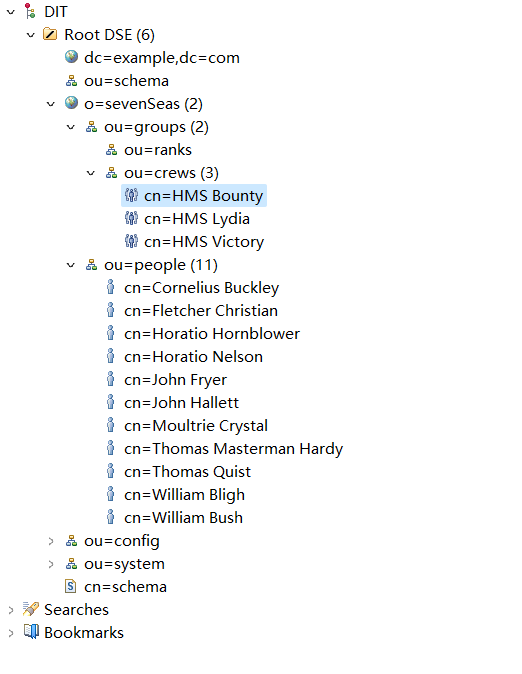 DIT
Root DSE (6)
dc=example,dc=com
ou=schema
o=sevenSeas (2)
ou=groups (2)
ou=ranks
ou=crews (3)
cn=HMS Bounty
cn=HMS Lydia
cn=HMS Victory
ou=people (11)
cn=Cornelius Buckley
cn=Fletcher Christian
cn=Horatio Hornblower
cn=Horatio Nelson
cn=John Fryer
cn=John Hallett
cn=Moultrie Crystal
cn=Thomas Masterman Hardy
cn=Thomas Quist
cn=William Bligh
cn=William Bush
ou=config
ou=system
cn=schema
Searches
Bookmarks